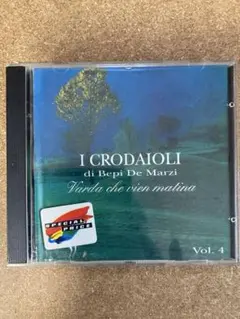 I CRODAIOLI
di Bepi De Marzi
Varda che vien matina
SPECIAL
PRICE
Vol. 4